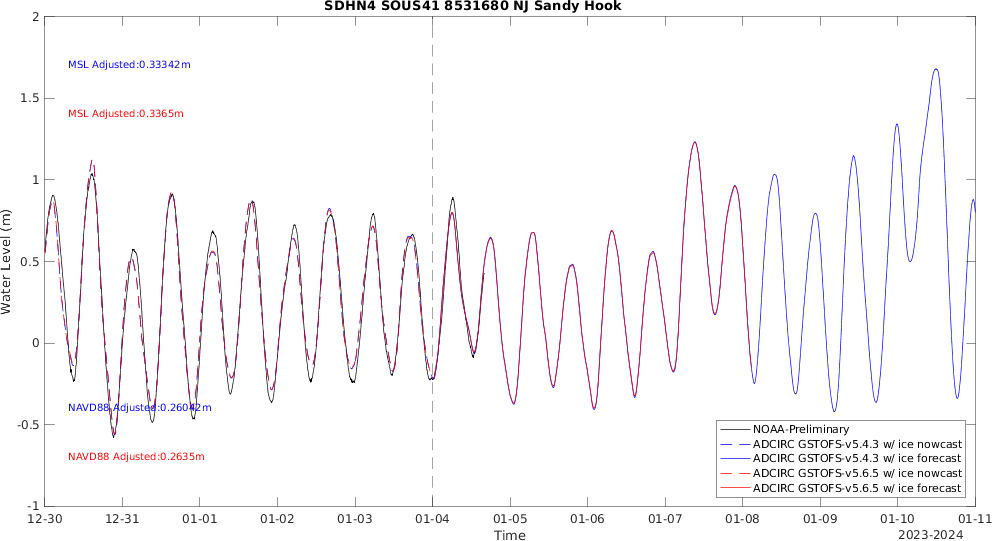 SDHN4 SOUS41 8531680 NJ Sandy Hook
2
1.5
1
0.5
0
-0.5
-1
Water Level (m)
MSL Adjusted:0.33342m
MSL Adjusted:0.3365m
NAVD88 Adjusted:0.26042m
NAVD88 Adjusted:0.2635m
NOAA-Preliminary
ADCIRC GSTOFS-v5.4.3 w/ ice nowcast
ADCIRC GSTOFS-v5.4.3 w/ ice forecast
ADCIRC GSTOFS-v5.6.5 w/ ice nowcast
ADCIRC GSTOFS-v5.6.5 w/ ice forecast
12-30 12-31 01-01 01-02 01-03 01-04 01-05 01-06 01-07 01-08 01-09 01-10 01-11
Time
2023-2024